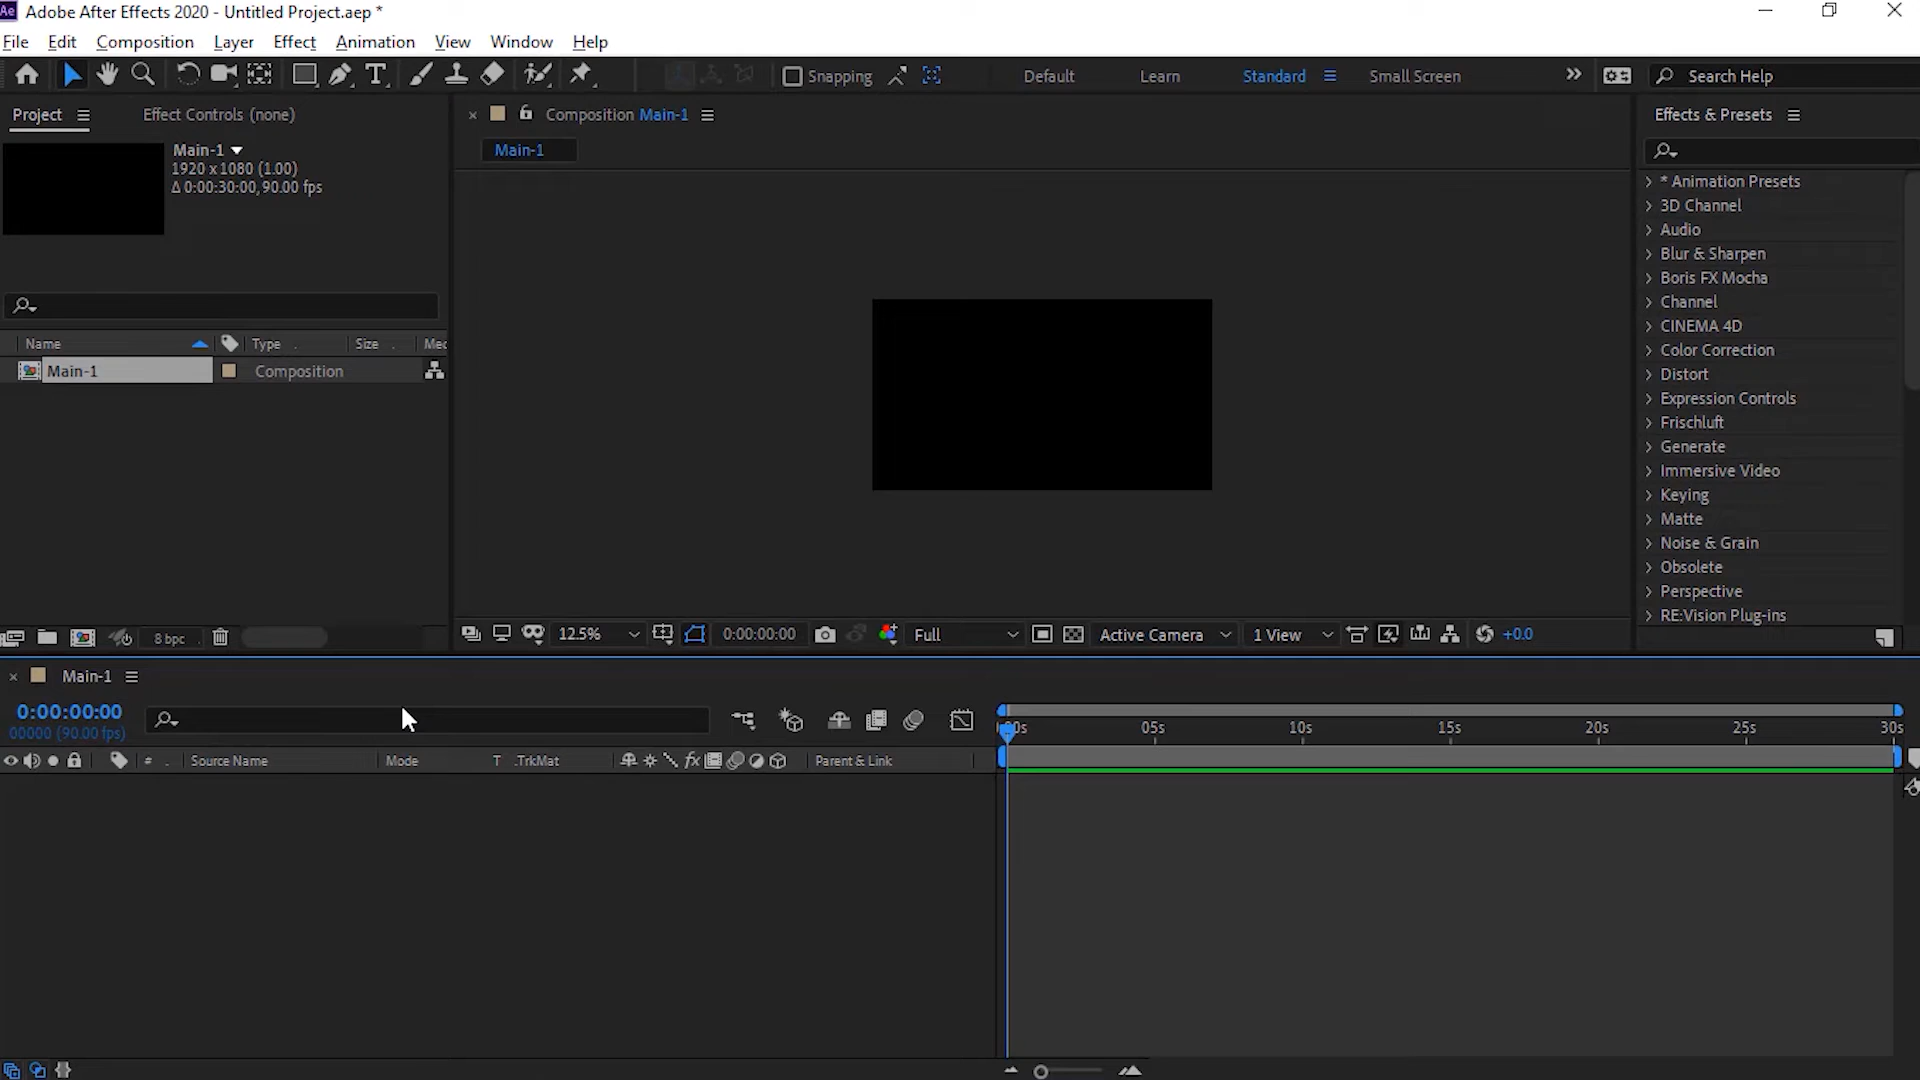 Ae Adobe After Effects 2020 - Untitled Project.aep *
File Edit Composition Layer Effect Animation View Window Help
T Snapping Default Learn Standard Small Screen Search Help
Project Effect Controls (none) Composition Main-1 Effects & Presets
Main-1
1920 x 1080 (1.00)
Δ 0:00:30:00, 90.00 fps
Main-1
* Animation Presets
3D Channel
Audio
Blur & Sharpen
Boris FX Mocha
Channel
CINEMA 4D
Color Correction
Distort
Expression Controls
Frischluft
Generate
Immersive Video
Keying
Matte
Noise & Grain
Obsolete
Perspective
RE:Vision Plug-ins
Name Type Size Med
Main-1 Composition
8 bpc
12.5% 0:00:00:00 Full Active Camera 1 View +0.0
Main-1
0:00:00:00
00000 (90.00 fps)
05s 10s 15s 20s 25s 30s
# Source Name Mode T .TrkMat fx Parent & Link